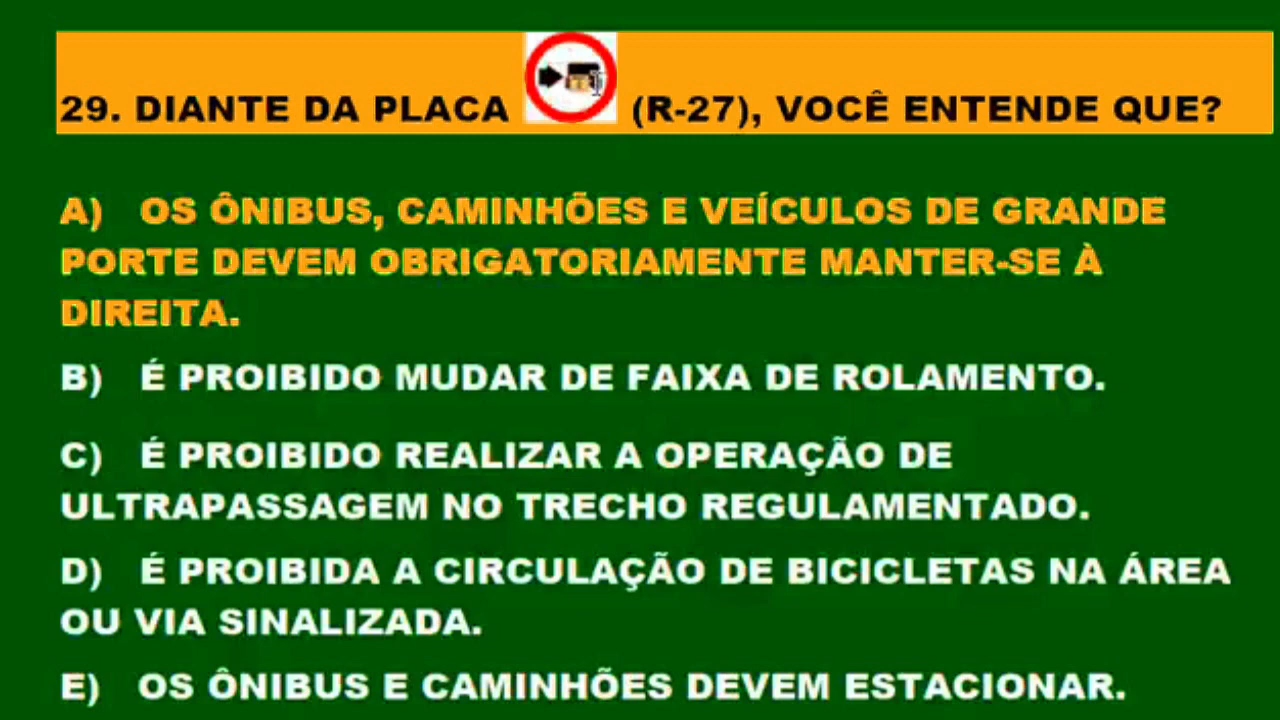 29. DIANTE DA PLACA (R-27), VOCÊ ENTENDE QUE?
A) OS ÔNIBUS, CAMINHÕES E VEÍCULOS DE GRANDE
PORTE DEVEM OBRIGATORIAMENTE MANTER-SE À
DIREITA.
B) É PROIBIDO MUDAR DE FAIXA DE ROLAMENTO.
C) É PROIBIDO REALIZAR A OPERAÇÃO DE
ULTRAPASSAGEM NO TRECHO REGULAMENTADO.
D) É PROIBIDA A CIRCULAÇÃO DE BICICLETAS NA ÁREA
OU VIA SINALIZADA.
E) OS ÔNIBUS E CAMINHÕES DEVEM ESTACIONAR.